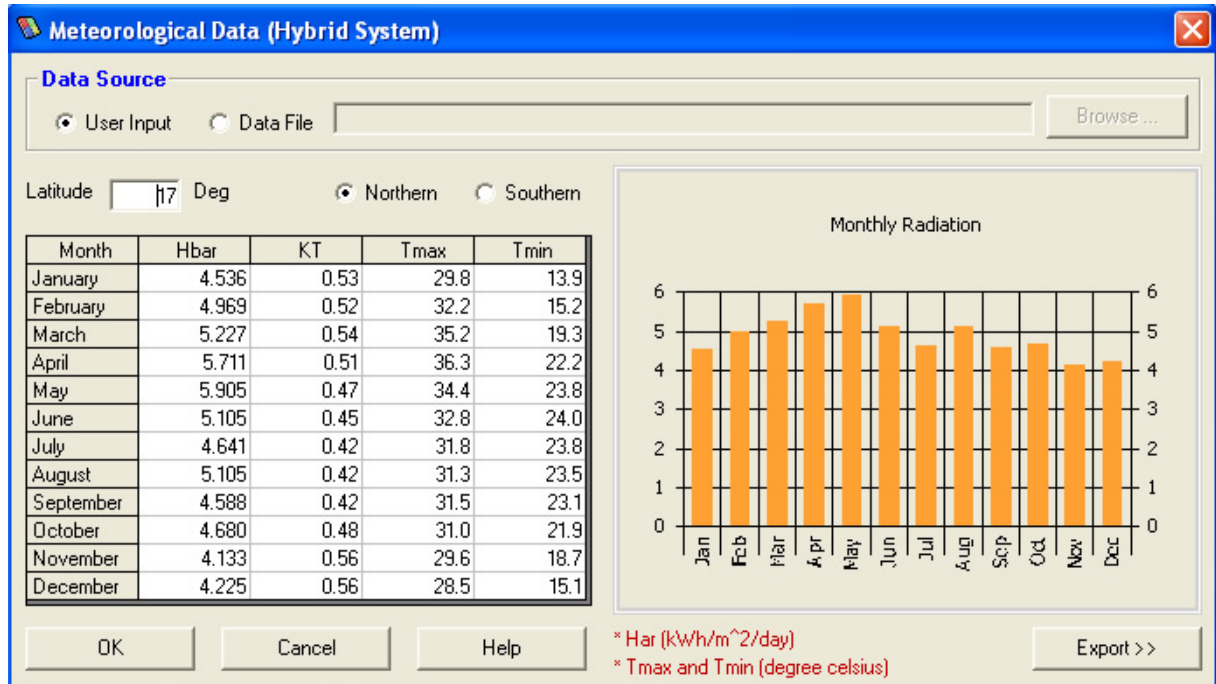 Meteorological Data (Hybrid System)
Data Source
User Input Data File Browse ...
Latitude 17 Deg Northern Southern
Month Hbar KT Tmax Tmin
January 4.536 0.53 29.8 13.9
February 4.969 0.52 32.2 15.2
March 5.227 0.54 35.2 19.3
April 5.711 0.51 36.3 22.2
May 5.905 0.47 34.4 23.8
June 5.105 0.45 32.8 24.0
July 4.641 0.42 31.8 23.8
August 5.105 0.42 31.3 23.5
September 4.588 0.42 31.5 23.1
October 4.680 0.48 31.0 21.9
November 4.133 0.56 29.6 18.7
December 4.225 0.56 28.5 15.1
Monthly Radiation
6 6
5 5
4 4
3 3
2 2
1 1
0 0
Jan Feb Mar Apr May Jun Jul Aug Sep Oct Nov Dec
* Har (kWh/m^2/day)
* Tmax and Tmin (degree celsius)
OK Cancel Help Export >>